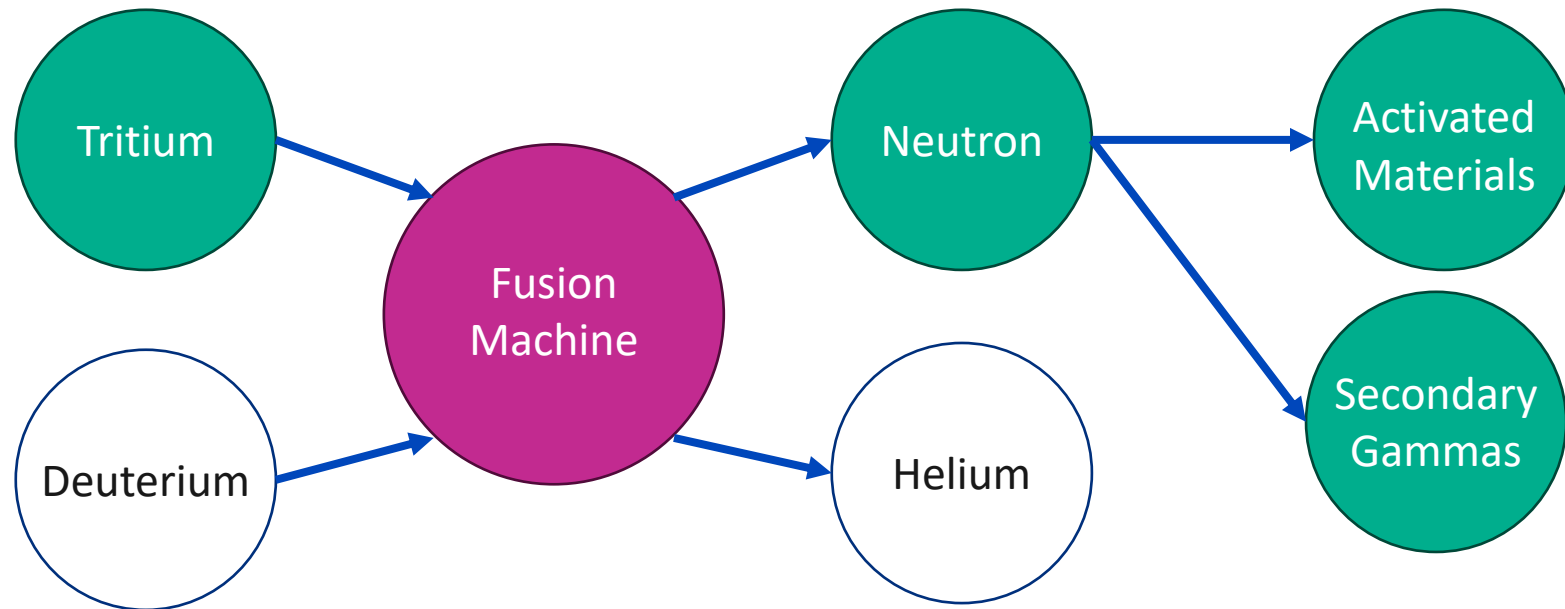 Tritium
Deuterium
Fusion
Machine
Neutron
Helium
Activated
Materials
Secondary
Gammas